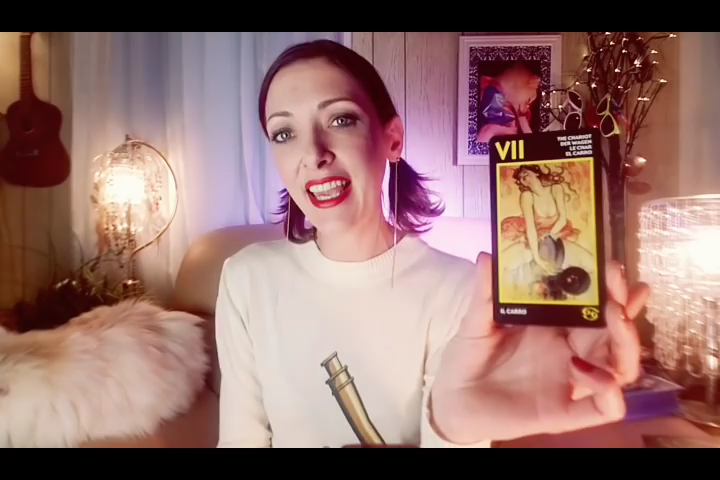 VII
THE CHARIOT
DER WAGEN
LE CHAR
EL CARRO
IL CARRO